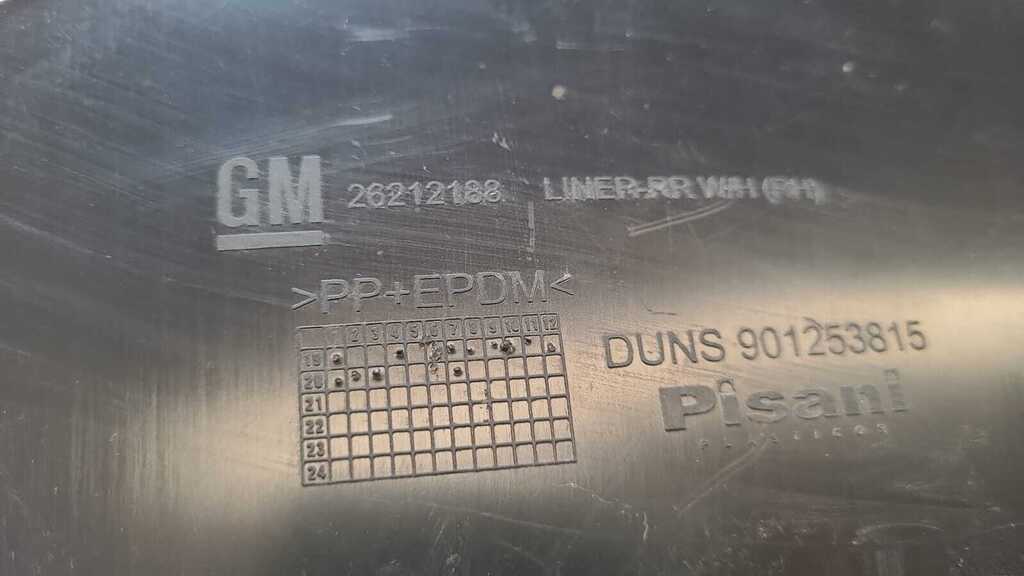 GM 26212188 LINER-RR W/H (RH)
>PP+EPDM<
1 2 3 4 5 6 7 8 9 10 11 12
19
20
21
22
23
24
DUNS 901253815
Pisani